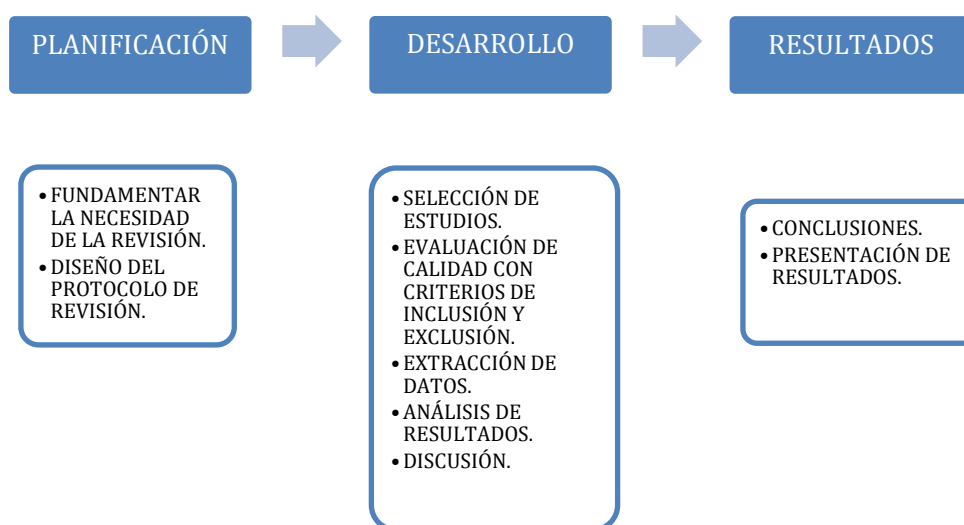 PLANIFICACIÓN
DESARROLLO
RESULTADOS
• FUNDAMENTAR
LA NECESIDAD
DE LA REVISIÓN.
• DISEÑO DEL
PROTOCOLO DE
REVISIÓN.
• SELECCIÓN DE
ESTUDIOS.
• EVALUACIÓN DE
CALIDAD CON
CRITERIOS DE
INCLUSIÓN Y
EXCLUSIÓN.
• EXTRACCIÓN DE
DATOS.
• ANÁLISIS DE
RESULTADOS.
• DISCUSIÓN.
• CONCLUSIONES.
• PRESENTACIÓN DE
RESULTADOS.